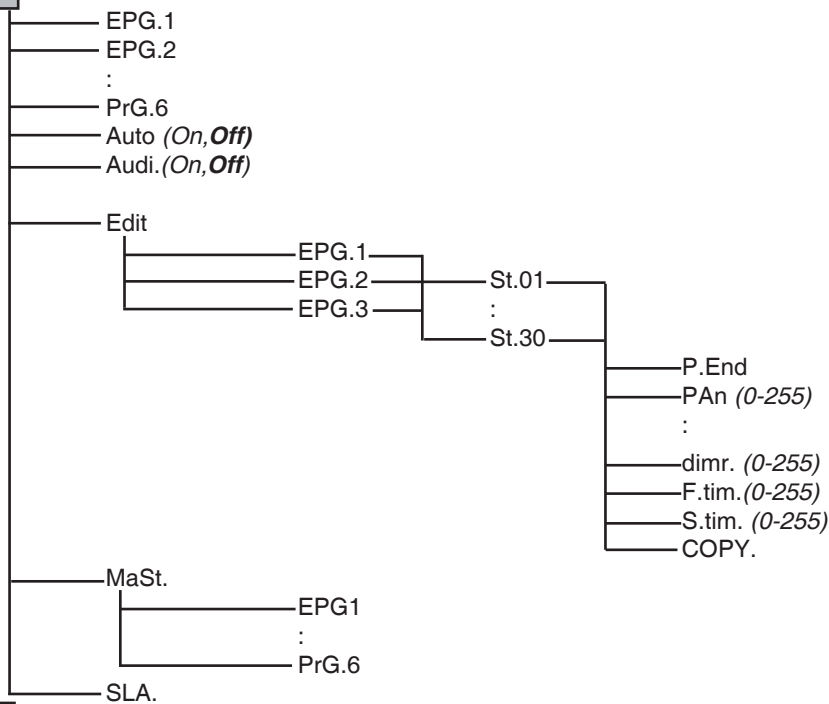 EPG.1
EPG.2
:
PrG.6
Auto (On,Off)
Audi.(On,Off)
Edit
EPG.1
EPG.2
EPG.3
St.01
:
St.30
P.End
PAn (0-255)
:
dimr. (0-255)
F.tim.(0-255)
S.tim. (0-255)
COPY.
MaSt.
EPG1
:
PrG.6
SLA.